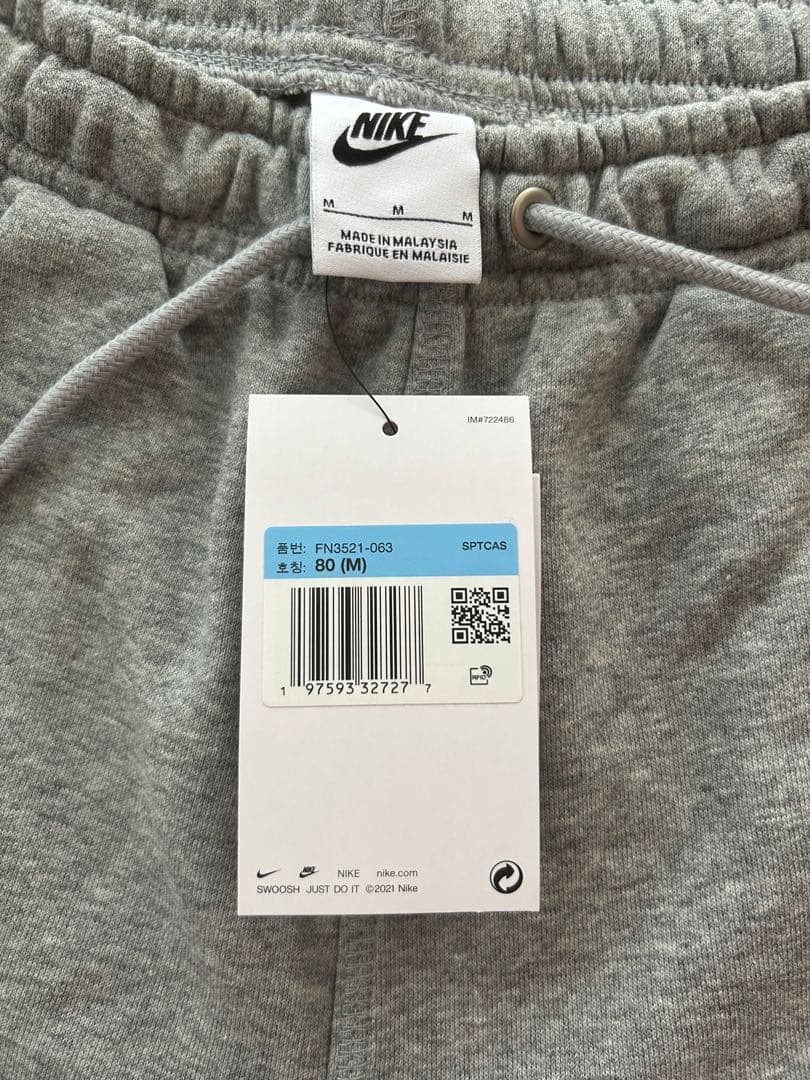 NIKE
M M M
MADE IN MALAYSIA
FABRIQUE EN MALAISIE
IM#722486
품번: FN3521-063 SPTCAS
호칭: 80 (M)
1 97593 32727 7
RFID
NIKE nike.com
SWOOSH JUST DO IT ©2021 Nike